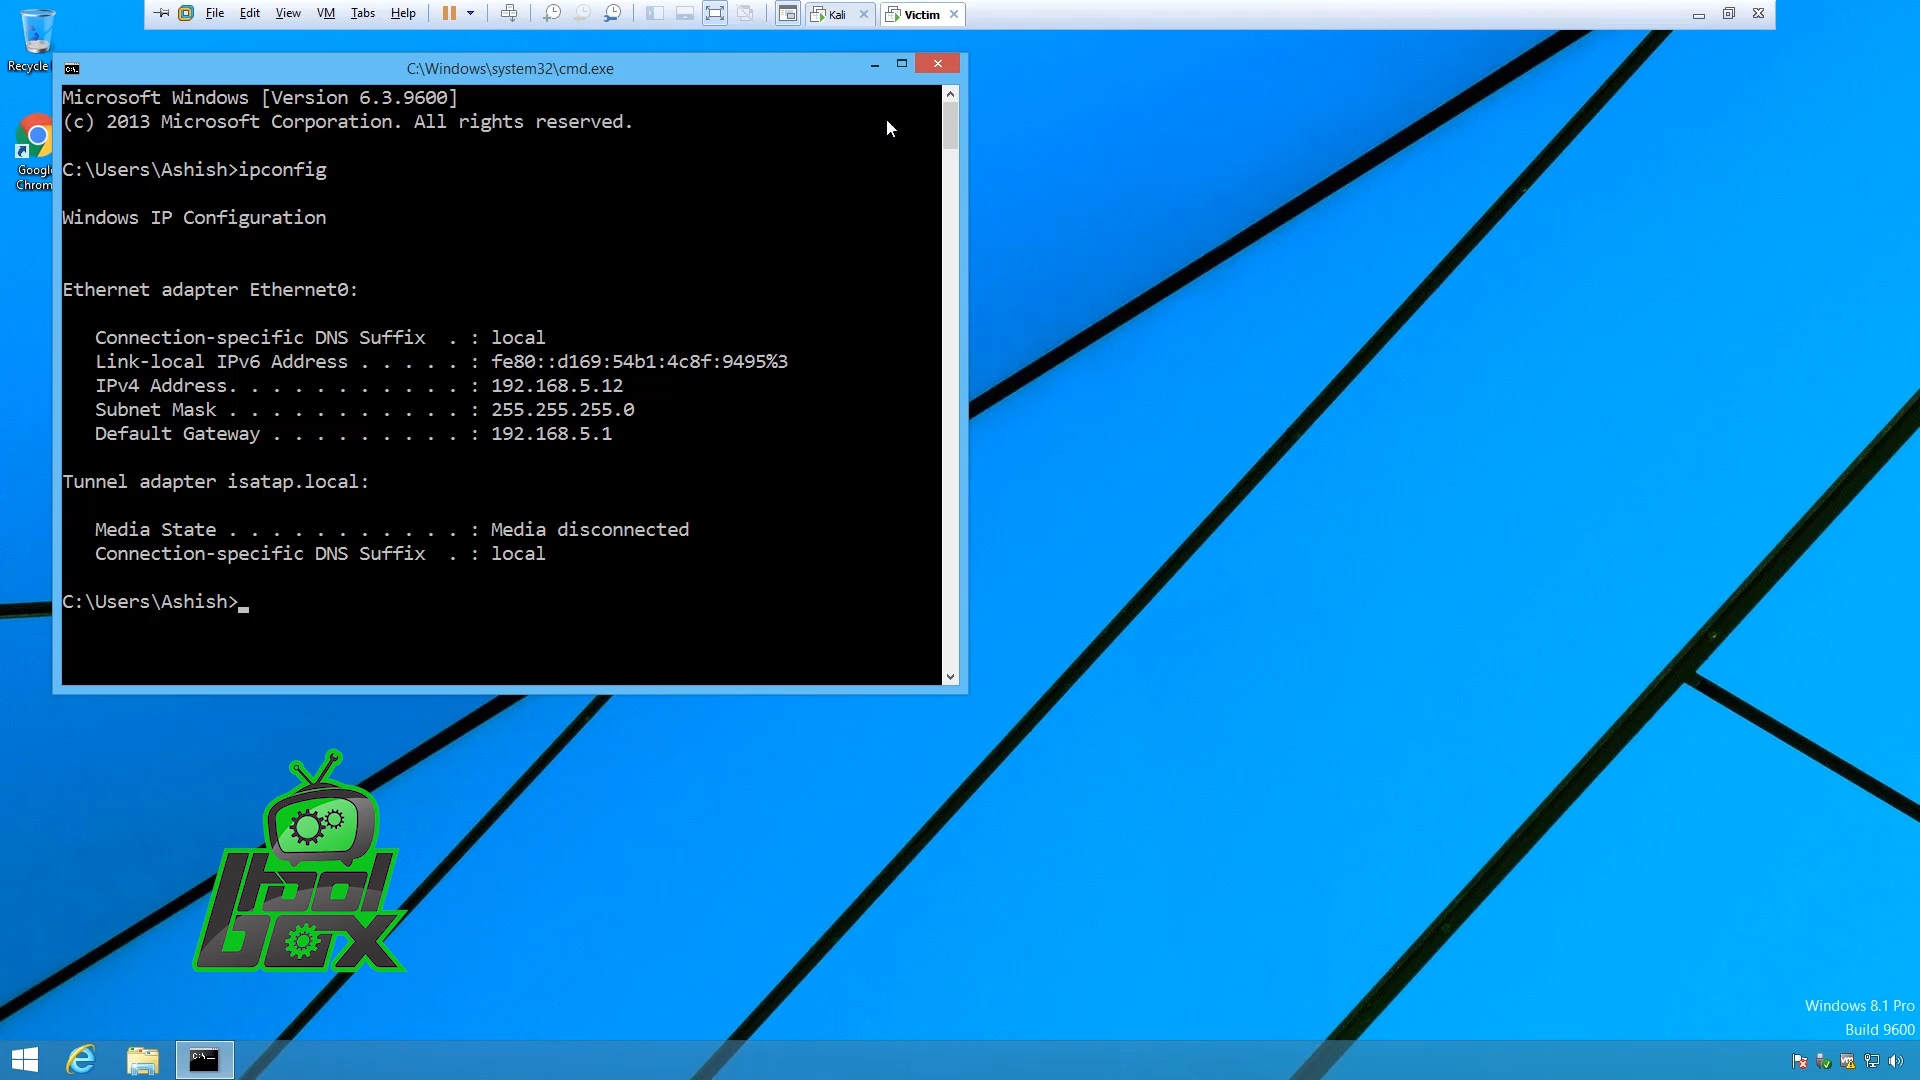 File Edit View VM Tabs Help Kali Victim
Recycle
Google
Chrom
C:\Windows\system32\cmd.exe
Microsoft Windows [Version 6.3.9600]
(c) 2013 Microsoft Corporation. All rights reserved.
C:\Users\Ashish>ipconfig
Windows IP Configuration
Ethernet adapter Ethernet0:
Connection-specific DNS Suffix . : local
Link-local IPv6 Address . . . . . : fe80::d169:54b1:4c8f:9495%3
IPv4 Address. . . . . . . . . . . : 192.168.5.12
Subnet Mask . . . . . . . . . . . : 255.255.255.0
Default Gateway . . . . . . . . . : 192.168.5.1
Tunnel adapter isatap.local:
Media State . . . . . . . . . . . : Media disconnected
Connection-specific DNS Suffix . : local
C:\Users\Ashish>_
box
Windows 8.1 Pro
Build 9600